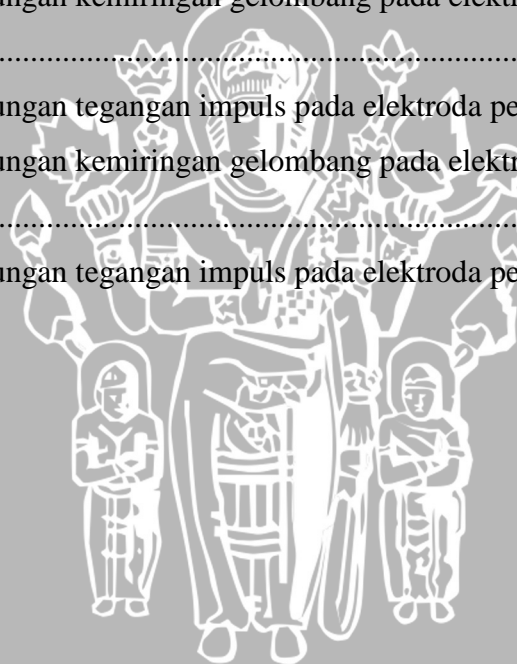 ungan kemiringan gelombang pada elektr
....................................................................
ungan tegangan impuls pada elektroda pe
ungan kemiringan gelombang pada elektr
....................................................................
ungan tegangan impuls pada elektroda pe